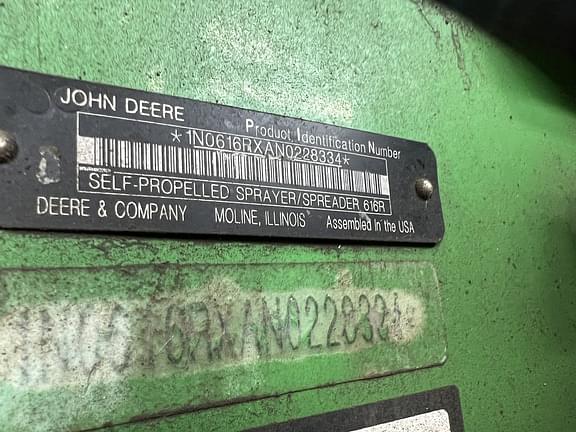 JOHN DEERE
Product Identification Number
*1N0616RXAN0228334*
SELF-PROPELLED SPRAYER/SPREADER 616R
DEERE & COMPANY MOLINE, ILLINOIS Assembled in the USA